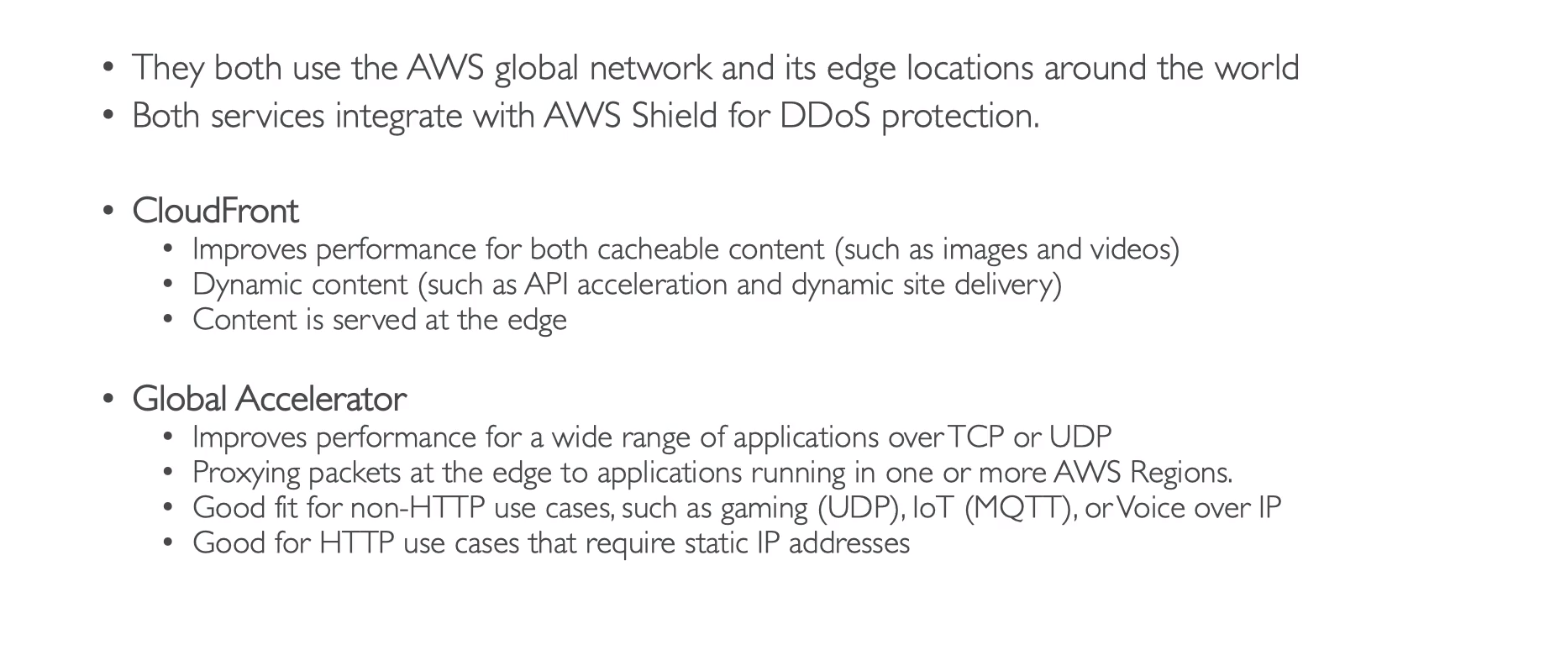 • They both use the AWS global network and its edge locations around the world
• Both services integrate with AWS Shield for DDoS protection.
• CloudFront
• Improves performance for both cacheable content (such as images and videos)
• Dynamic content (such as API acceleration and dynamic site delivery)
• Content is served at the edge
• Global Accelerator
• Improves performance for a wide range of applications over TCP or UDP
• Proxying packets at the edge to applications running in one or more AWS Regions.
• Good fit for non-HTTP use cases, such as gaming (UDP), IoT (MQTT), or Voice over IP
• Good for HTTP use cases that require static IP addresses